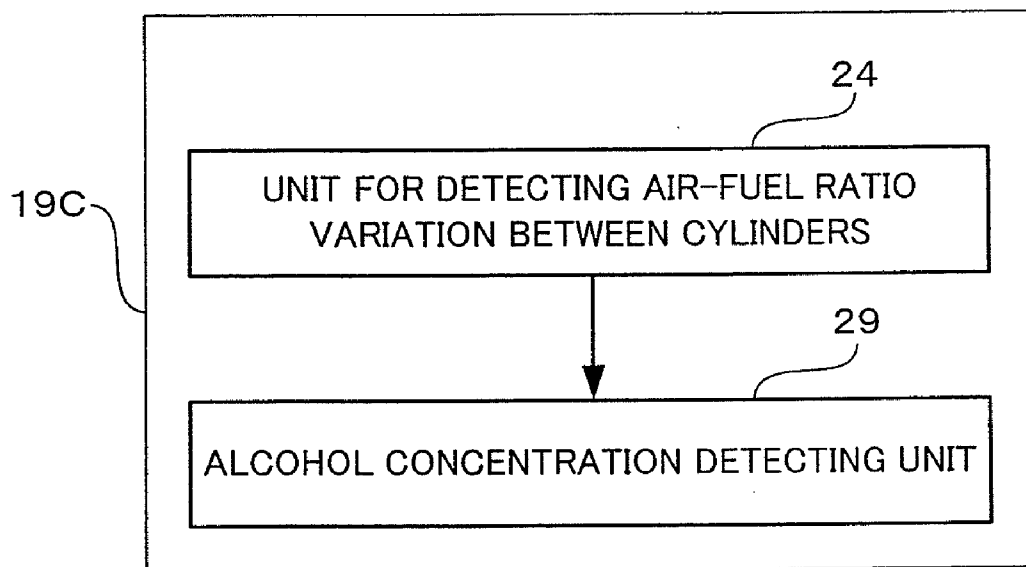 24
UNIT FOR DETECTING AIR-FUEL RATIO
VARIATION BETWEEN CYLINDERS
19C
29
ALCOHOL CONCENTRATION DETECTING UNIT